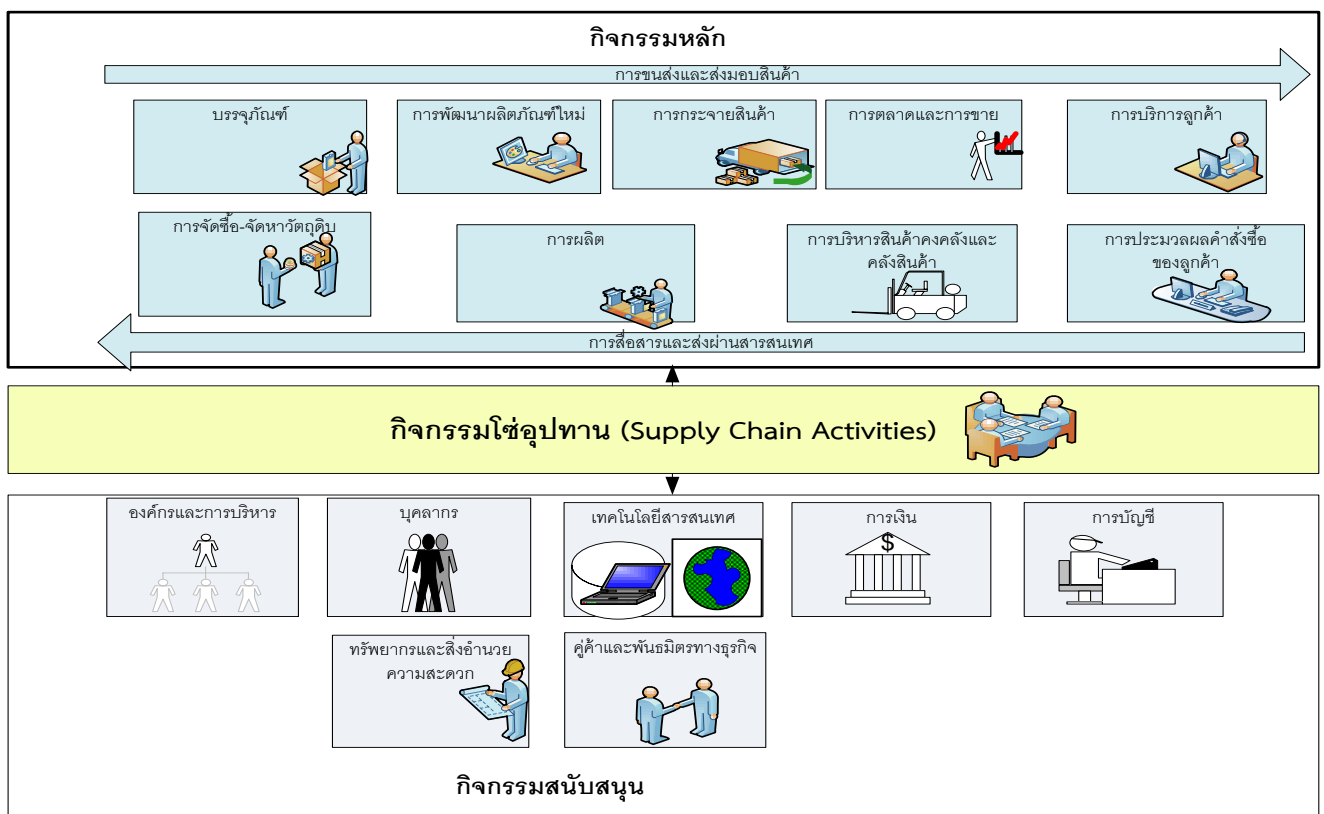 กิจกรรมหลัก
การขนส่งและส่งมอบสินค้า
บรรจุภัณฑ์
การพัฒนาผลิตภัณฑ์ใหม่
การกระจายสินค้า
การตลาดและการขาย
การบริการลูกค้า
การจัดซื้อ-จัดหาวัตถุดิบ
การผลิต
การบริหารสินค้าคงคลังและ
คลังสินค้า
การประมวลผลคำสั่งซื้อ
ของลูกค้า
การสื่อสารและส่งผ่านสารสนเทศ
กิจกรรมโซ่อุปทาน (Supply Chain Activities)
องค์กรและการบริหาร
บุคลากร
เทคโนโลยีสารสนเทศ
การเงิน
$
การบัญชี
ทรัพยากรและสิ่งอำนวย
ความสะดวก
คู่ค้าและพันธมิตรทางธุรกิจ
กิจกรรมสนับสนุน